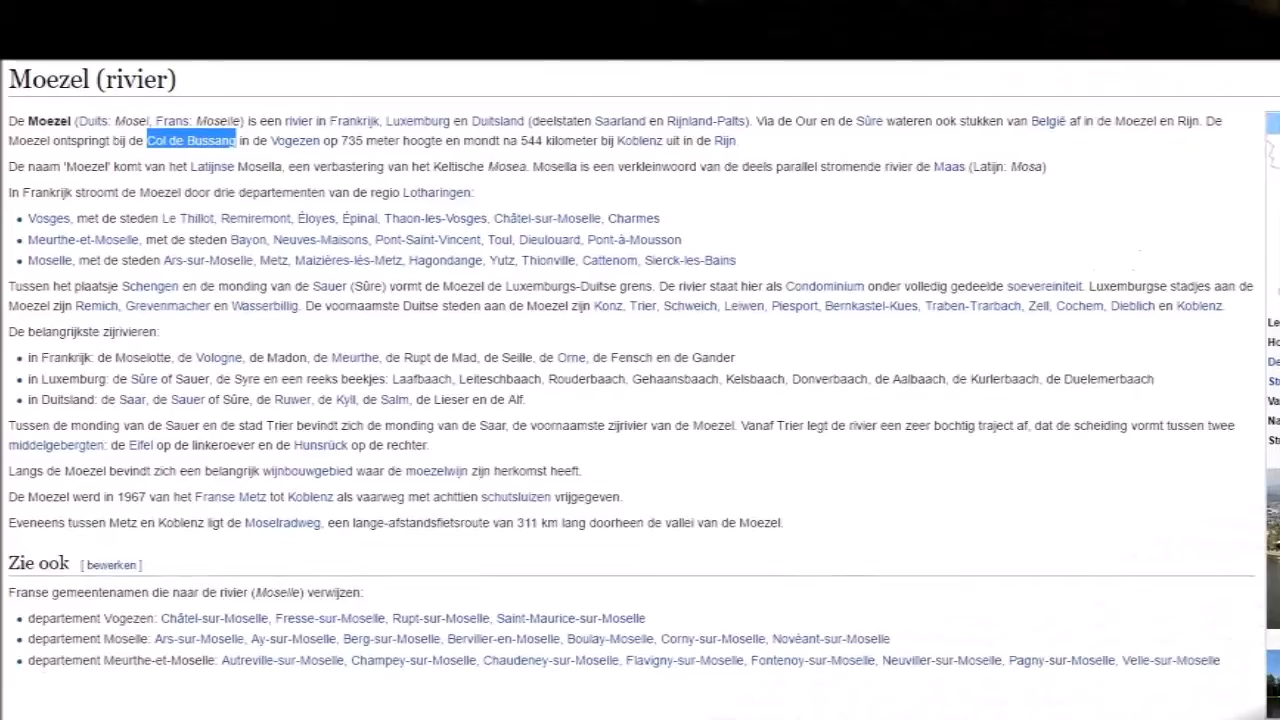 Moezel (rivier)
De Moezel (Duits: Mosel, Frans: Moselle) is een rivier in Frankrijk, Luxemburg en Duitsland (deelstaten Saarland en Rijnland-Palts). Via de Our en de Sûre wateren ook stukken van België af in de Moezel en Rijn. De
Moezel ontspringt bij de Col de Bussang in de Vogezen op 735 meter hoogte en mondt na 544 kilometer bij Koblenz uit in de Rijn.
De naam 'Moezel' komt van het Latijnse Mosella, een verbastering van het Keltische Mosea. Mosella is een verkleinwoord van de deels parallel stromende rivier de Maas (Latijn: Mosa)
In Frankrijk stroomt de Moezel door drie departementen van de regio Lotharingen:
Vosges, met de steden Le Thillot, Remiremont, Éloyes, Épinal, Thaon-les-Vosges, Châtel-sur-Moselle, Charmes
Meurthe-et-Moselle, met de steden Bayon, Neuves-Maisons, Pont-Saint-Vincent, Toul, Dieulouard, Pont-à-Mousson
Moselle, met de steden Ars-sur-Moselle, Metz, Maizières-lès-Metz, Hagondange, Yutz, Thionville, Cattenom, Sierck-les-Bains
Tussen het plaatsje Schengen en de monding van de Sauer (Sûre) vormt de Moezel de Luxemburgs-Duitse grens. De rivier staat hier als Condominium onder volledig gedeelde soevereiniteit. Luxemburgse stadjes aan de
Moezel zijn Remich, Grevenmacher en Wasserbillig. De voornaamste Duitse steden aan de Moezel zijn Konz, Trier, Schweich, Leiwen, Piesport, Bernkastel-Kues, Traben-Trarbach, Zell, Cochem, Dieblich en Koblenz.
De belangrijkste zijrivieren:
in Frankrijk: de Moselotte, de Vologne, de Madon, de Meurthe, de Rupt de Mad, de Seille, de Orne, de Fensch en de Gander
in Luxemburg: de Sûre of Sauer, de Syre en een reeks beekjes: Laafbaach, Leiteschbaach, Rouderbaach, Gehaansbaach, Kelsbaach, Donverbaach, de Aalbaach, de Kurlerbaach, de Duelemerbaach
in Duitsland: de Saar, de Sauer of Sûre, de Ruwer, de Kyll, de Salm, de Lieser en de Alf.
Tussen de monding van de Sauer en de stad Trier bevindt zich de monding van de Saar, de voornaamste zijrivier van de Moezel. Vanaf Trier legt de rivier een zeer bochtig traject af, dat de scheiding vormt tussen twee
middelgebergten: de Eifel op de linkeroever en de Hunsrück op de rechter.
Langs de Moezel bevindt zich een belangrijk wijnbouwgebied waar de moezelwijn zijn herkomst heeft.
De Moezel werd in 1967 van het Franse Metz tot Koblenz als vaarweg met achttien schutsluizen vrijgegeven.
Eveneens tussen Metz en Koblenz ligt de Moselradweg, een lange-afstandsfietsroute van 311 km lang doorheen de vallei van de Moezel.
Zie ook [ bewerken ]
Franse gemeentenamen die naar de rivier (Moselle) verwijzen:
departement Vogezen: Châtel-sur-Moselle, Fresse-sur-Moselle, Rupt-sur-Moselle, Saint-Maurice-sur-Moselle
departement Moselle: Ars-sur-Moselle, Ay-sur-Moselle, Berg-sur-Moselle, Berviller-en-Moselle, Boulay-Moselle, Corny-sur-Moselle, Novéant-sur-Moselle
departement Meurthe-et-Moselle: Autreville-sur-Moselle, Champey-sur-Moselle, Chaudeney-sur-Moselle, Flavigny-sur-Moselle, Fontenoy-sur-Moselle, Neuviller-sur-Moselle, Pagny-sur-Moselle, Velle-sur-Moselle
Le
Ho
De
St
Va
Na
St